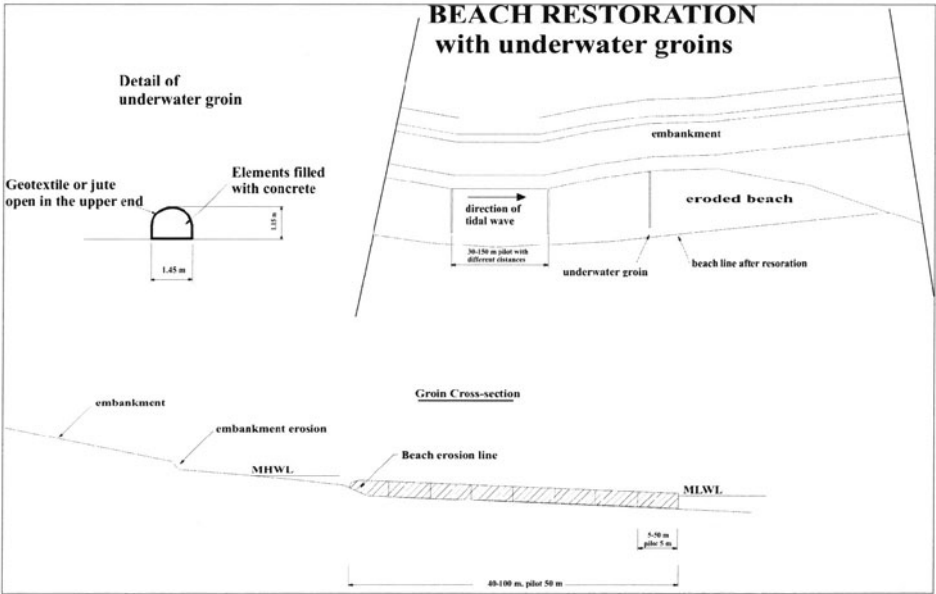 BEACH RESTORATION
with underwater groins
Detail of
underwater groin
Geotextile or jute
open in the upper end
Elements filled
with concrete
1.15 m
1.45 m
embankment
direction of
tidal wave
eroded beach
30-150 m pilot with
different distances
underwater groin
beach line after resoration
Groin Cross-section
embankment
embankment erosion
MHWL
Beach erosion line
MLWL
5-50 m
pilot 5 m
40-100 m, pilot 50 m